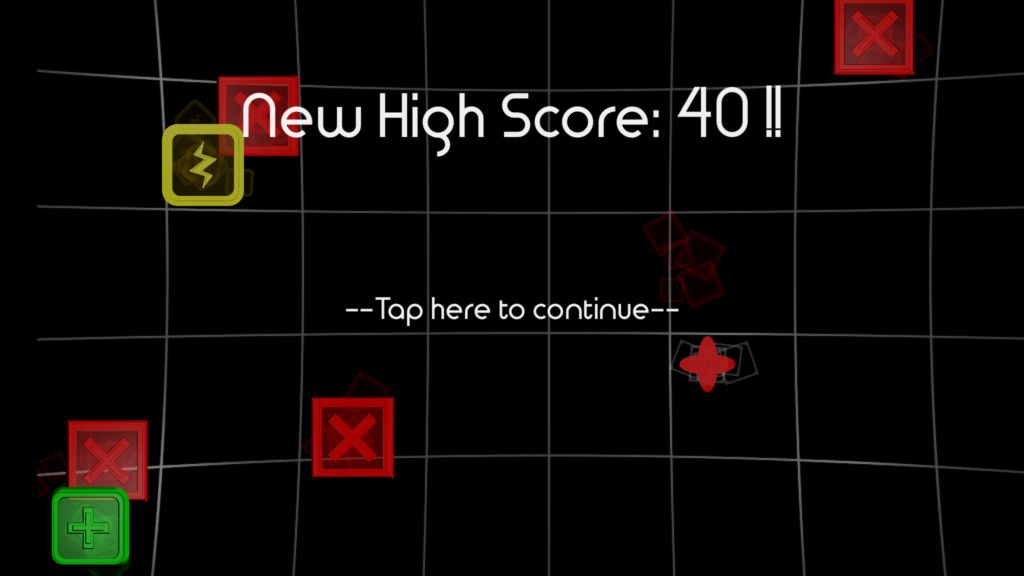 New High Score: 40 !!
--Tap here to continue--